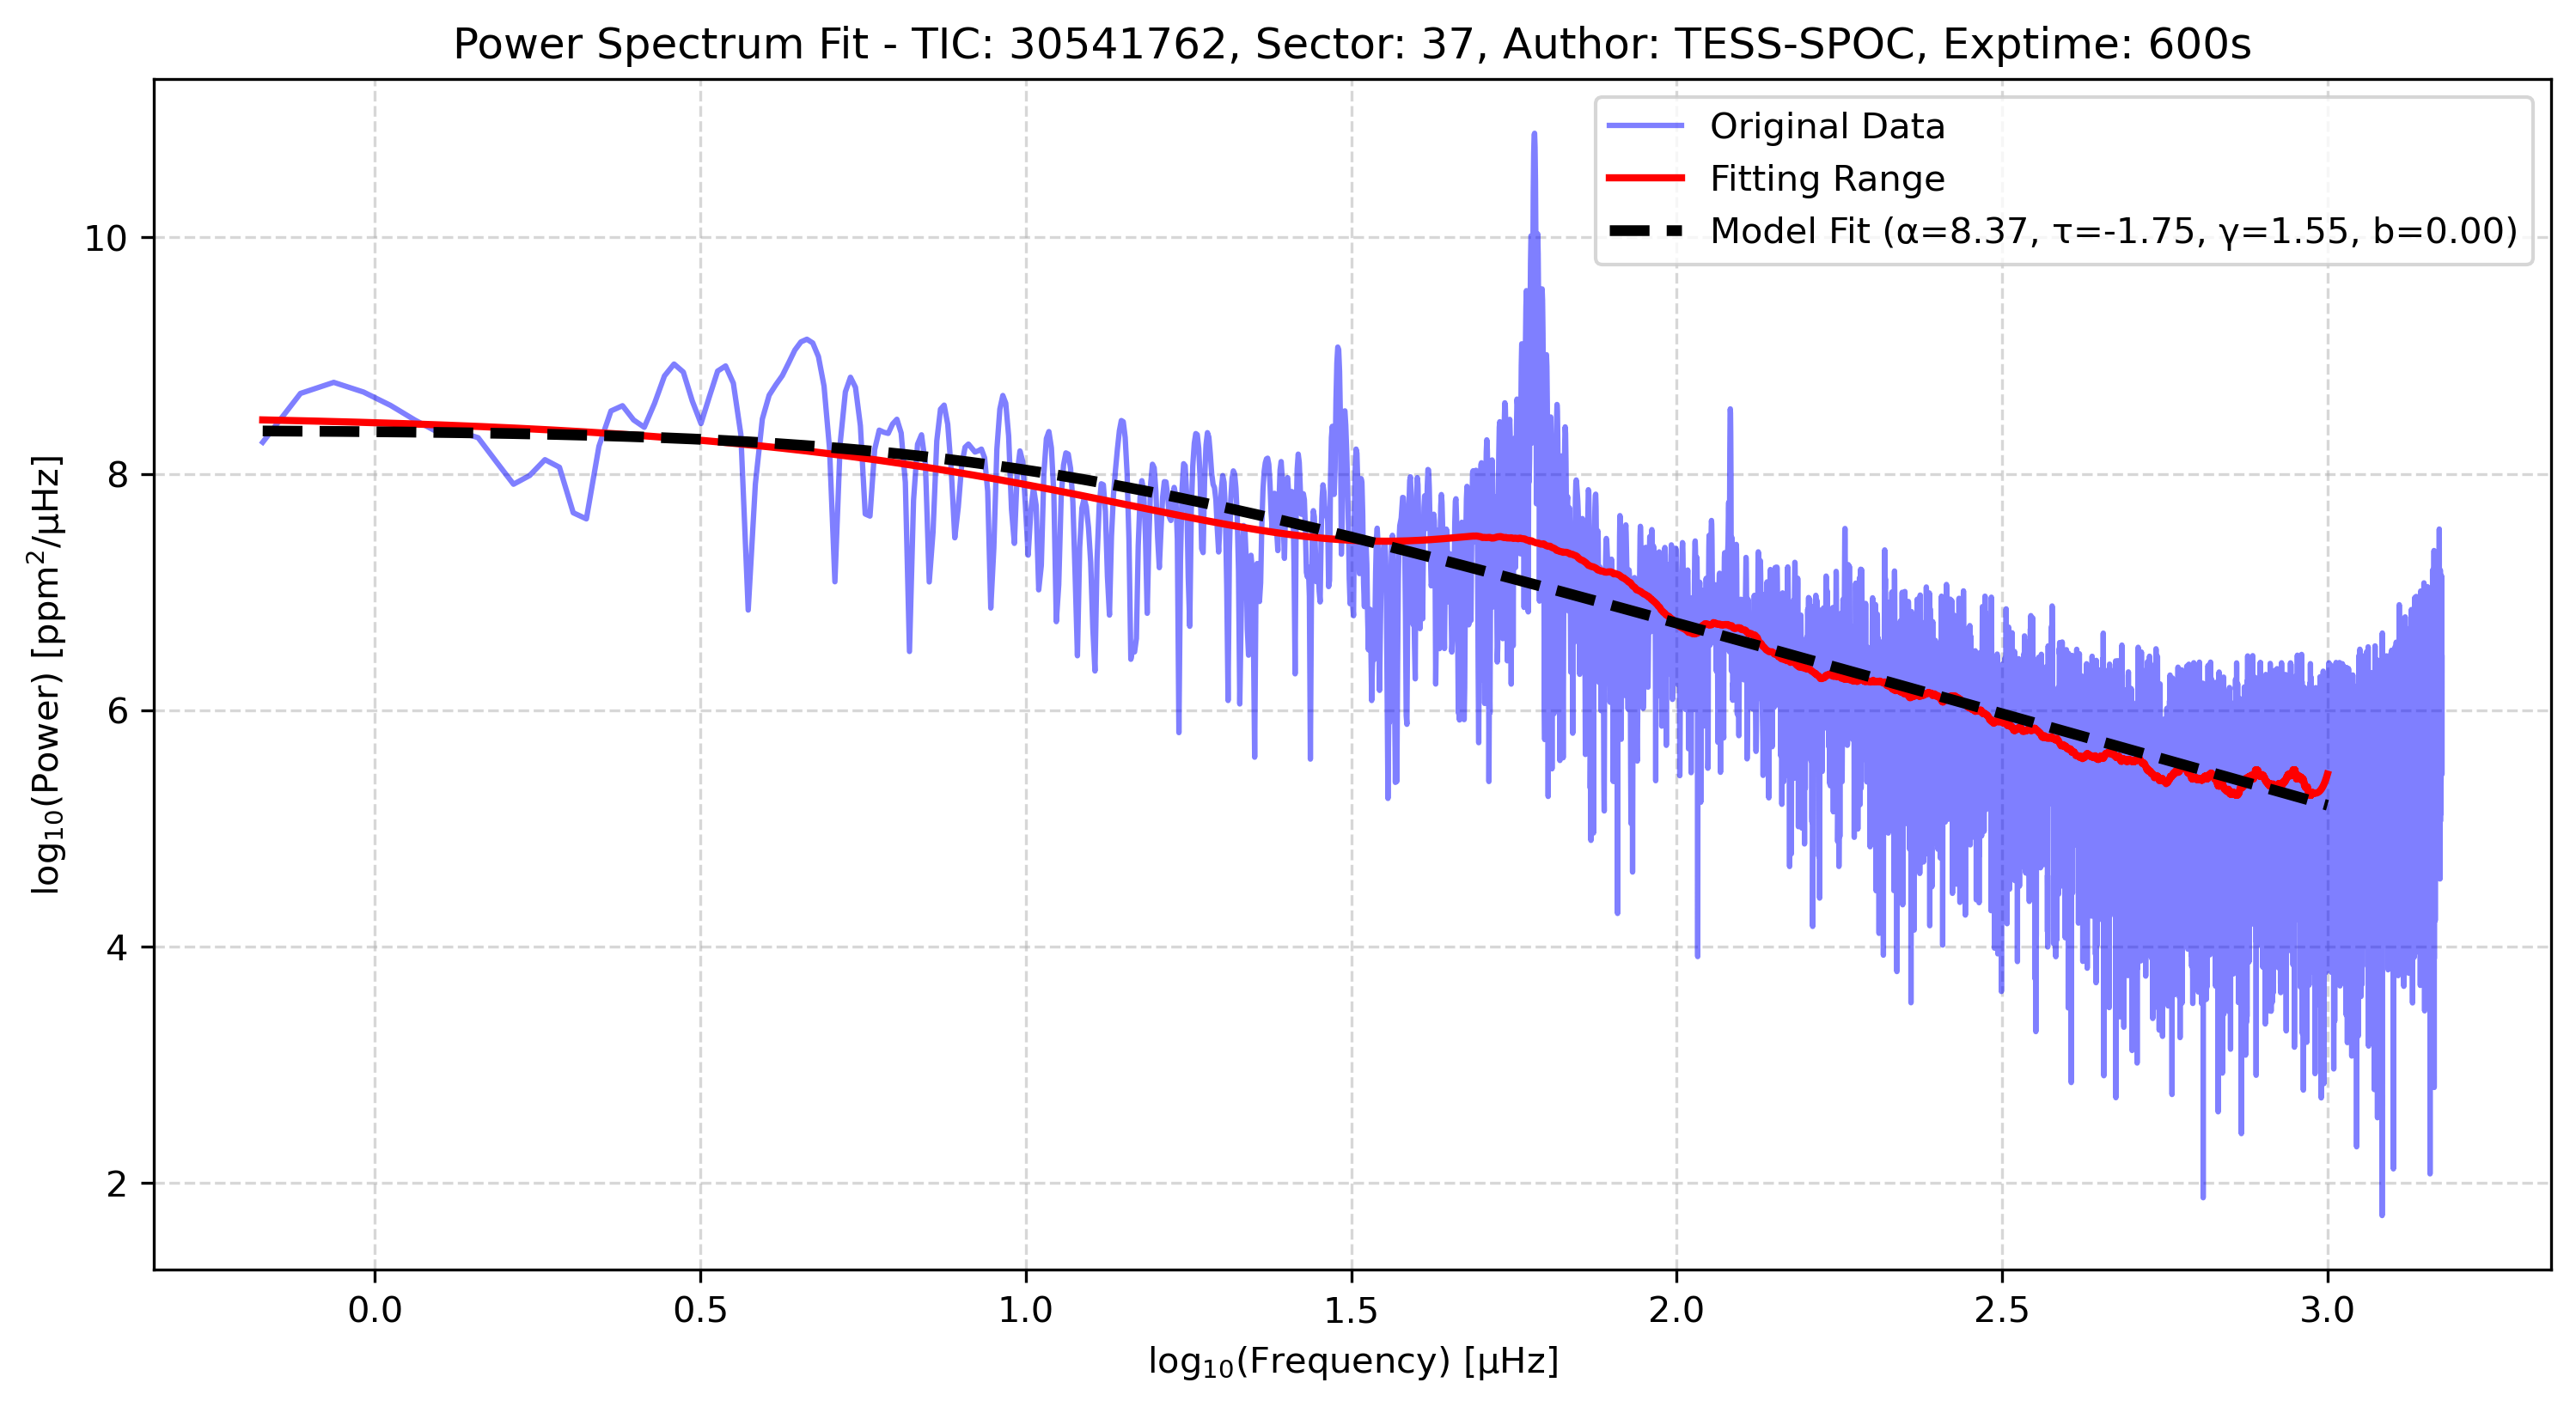 Power Spectrum Fit - TIC: 30541762, Sector: 37, Author: TESS-SPOC, Exptime: 600s
Original Data
Fitting Range
Model Fit (α=8.37, τ=-1.75, γ=1.55, b=0.00)
log₁₀(Power) [ppm²/μHz]
10
8
6
4
2
0.0 0.5 1.0 1.5 2.0 2.5 3.0
log₁₀(Frequency) [μHz]